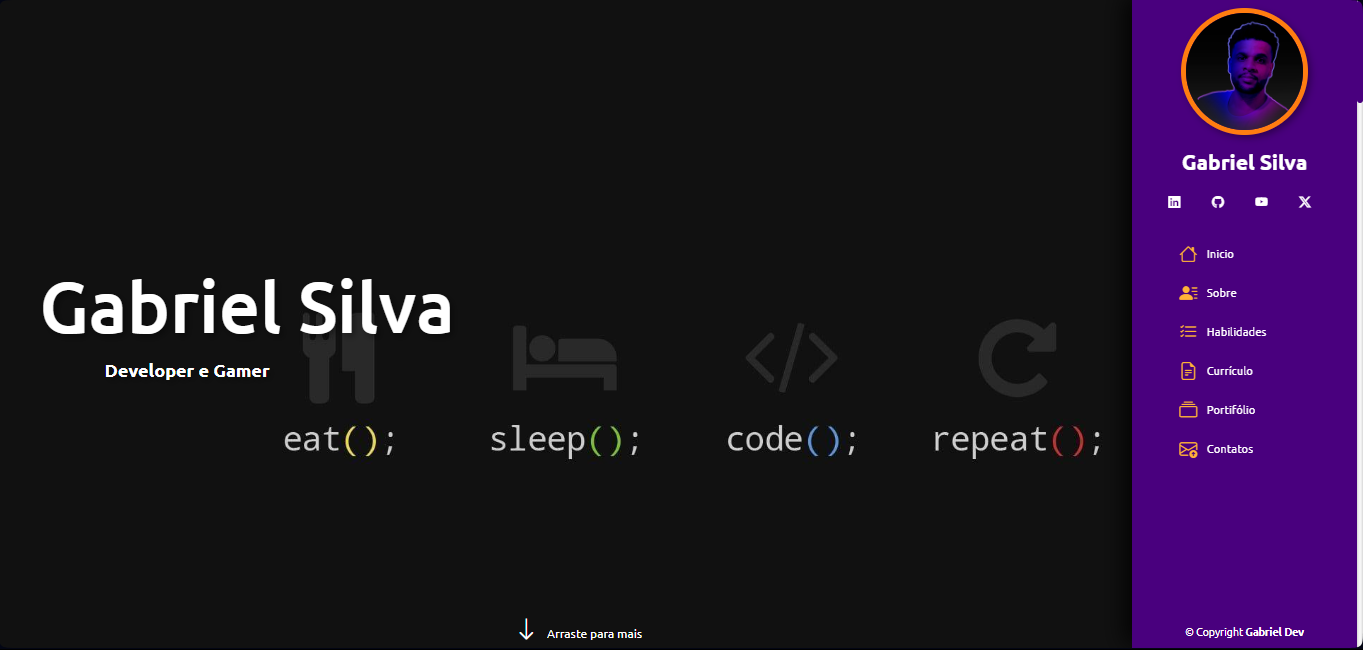 Gabriel Silva
Developer e Gamer
eat(); sleep(); code(); repeat();
Arraste para mais
Gabriel Silva
Inicio
Sobre
Habilidades
Currículo
Portifólio
Contatos
© Copyright Gabriel Dev